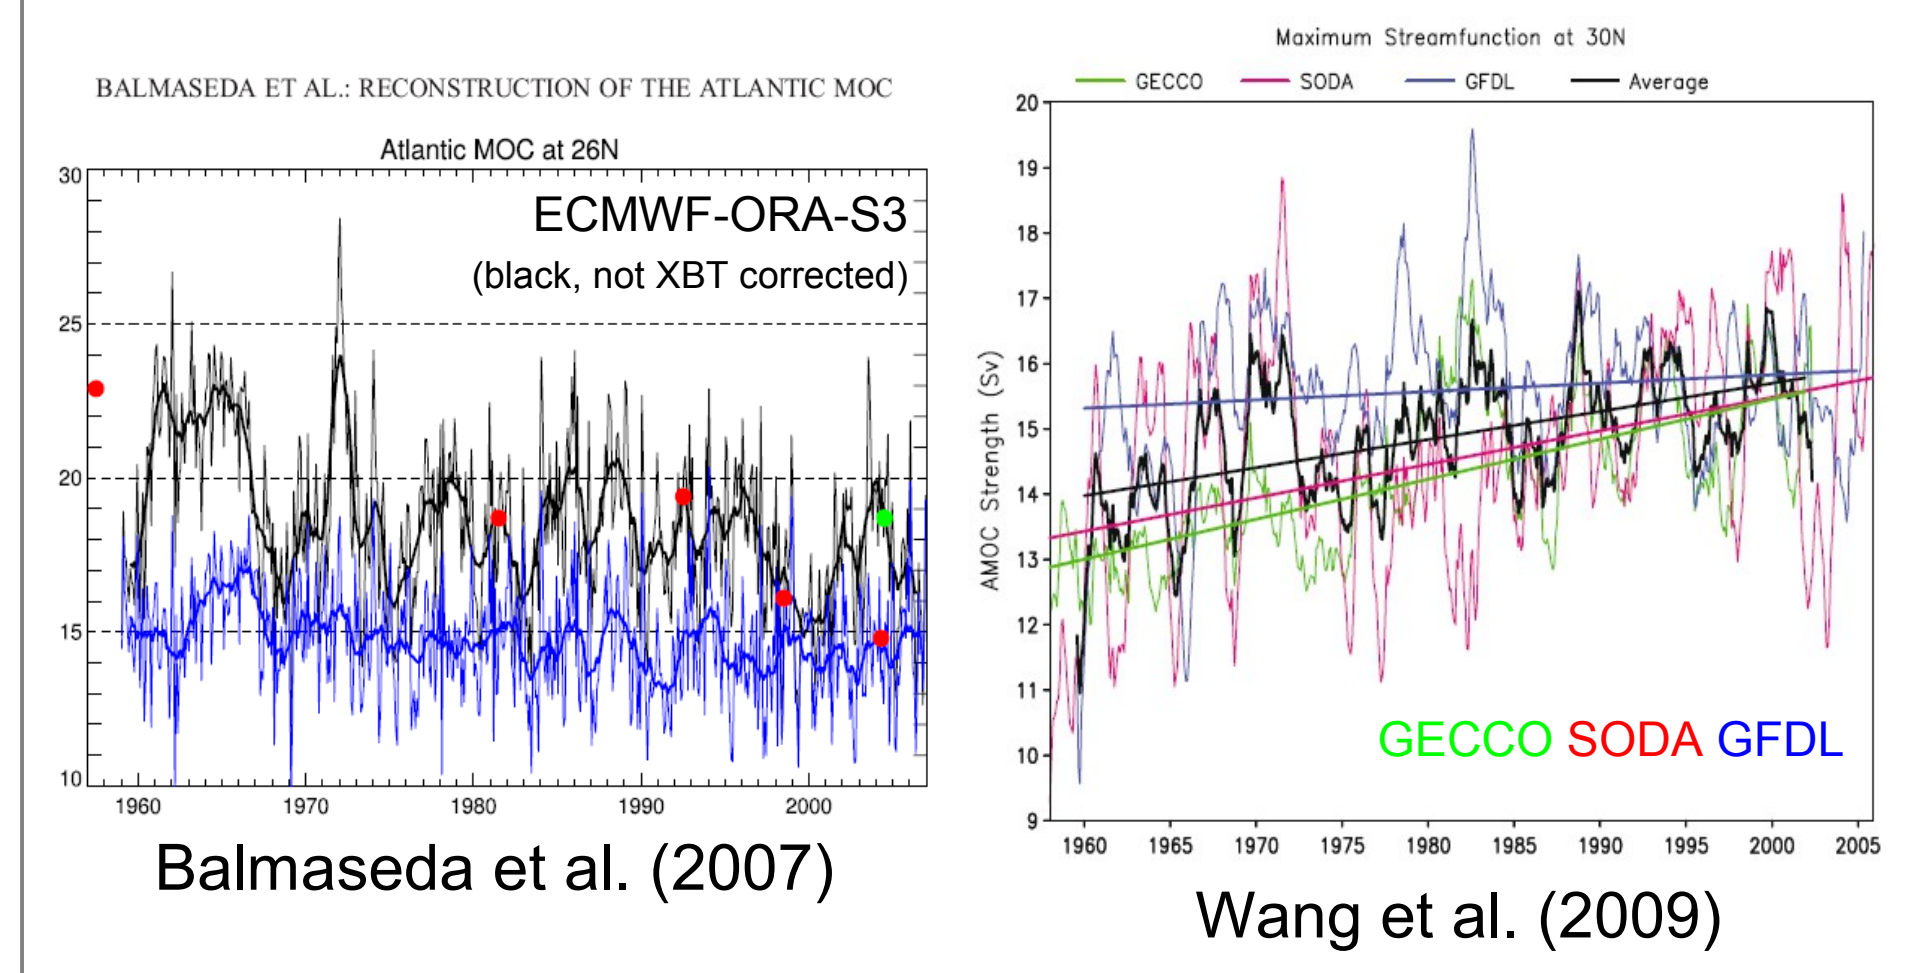 BALMASEDA ET AL.: RECONSTRUCTION OF THE ATLANTIC MOC
Atlantic MOC at 26N
ECMWF-ORA-S3
(black, not XBT corrected)
30
25
20
15
10
1960 1970 1980 1990 2000
Balmaseda et al. (2007)
Maximum Streamfunction at 30N
GECCO SODA GFDL Average
AMOC Strength (Sv)
20
19
18
17
16
15
14
13
12
11
10
9
GECCO SODA GFDL
1960 1965 1970 1975 1980 1985 1990 1995 2000 2005
Wang et al. (2009)